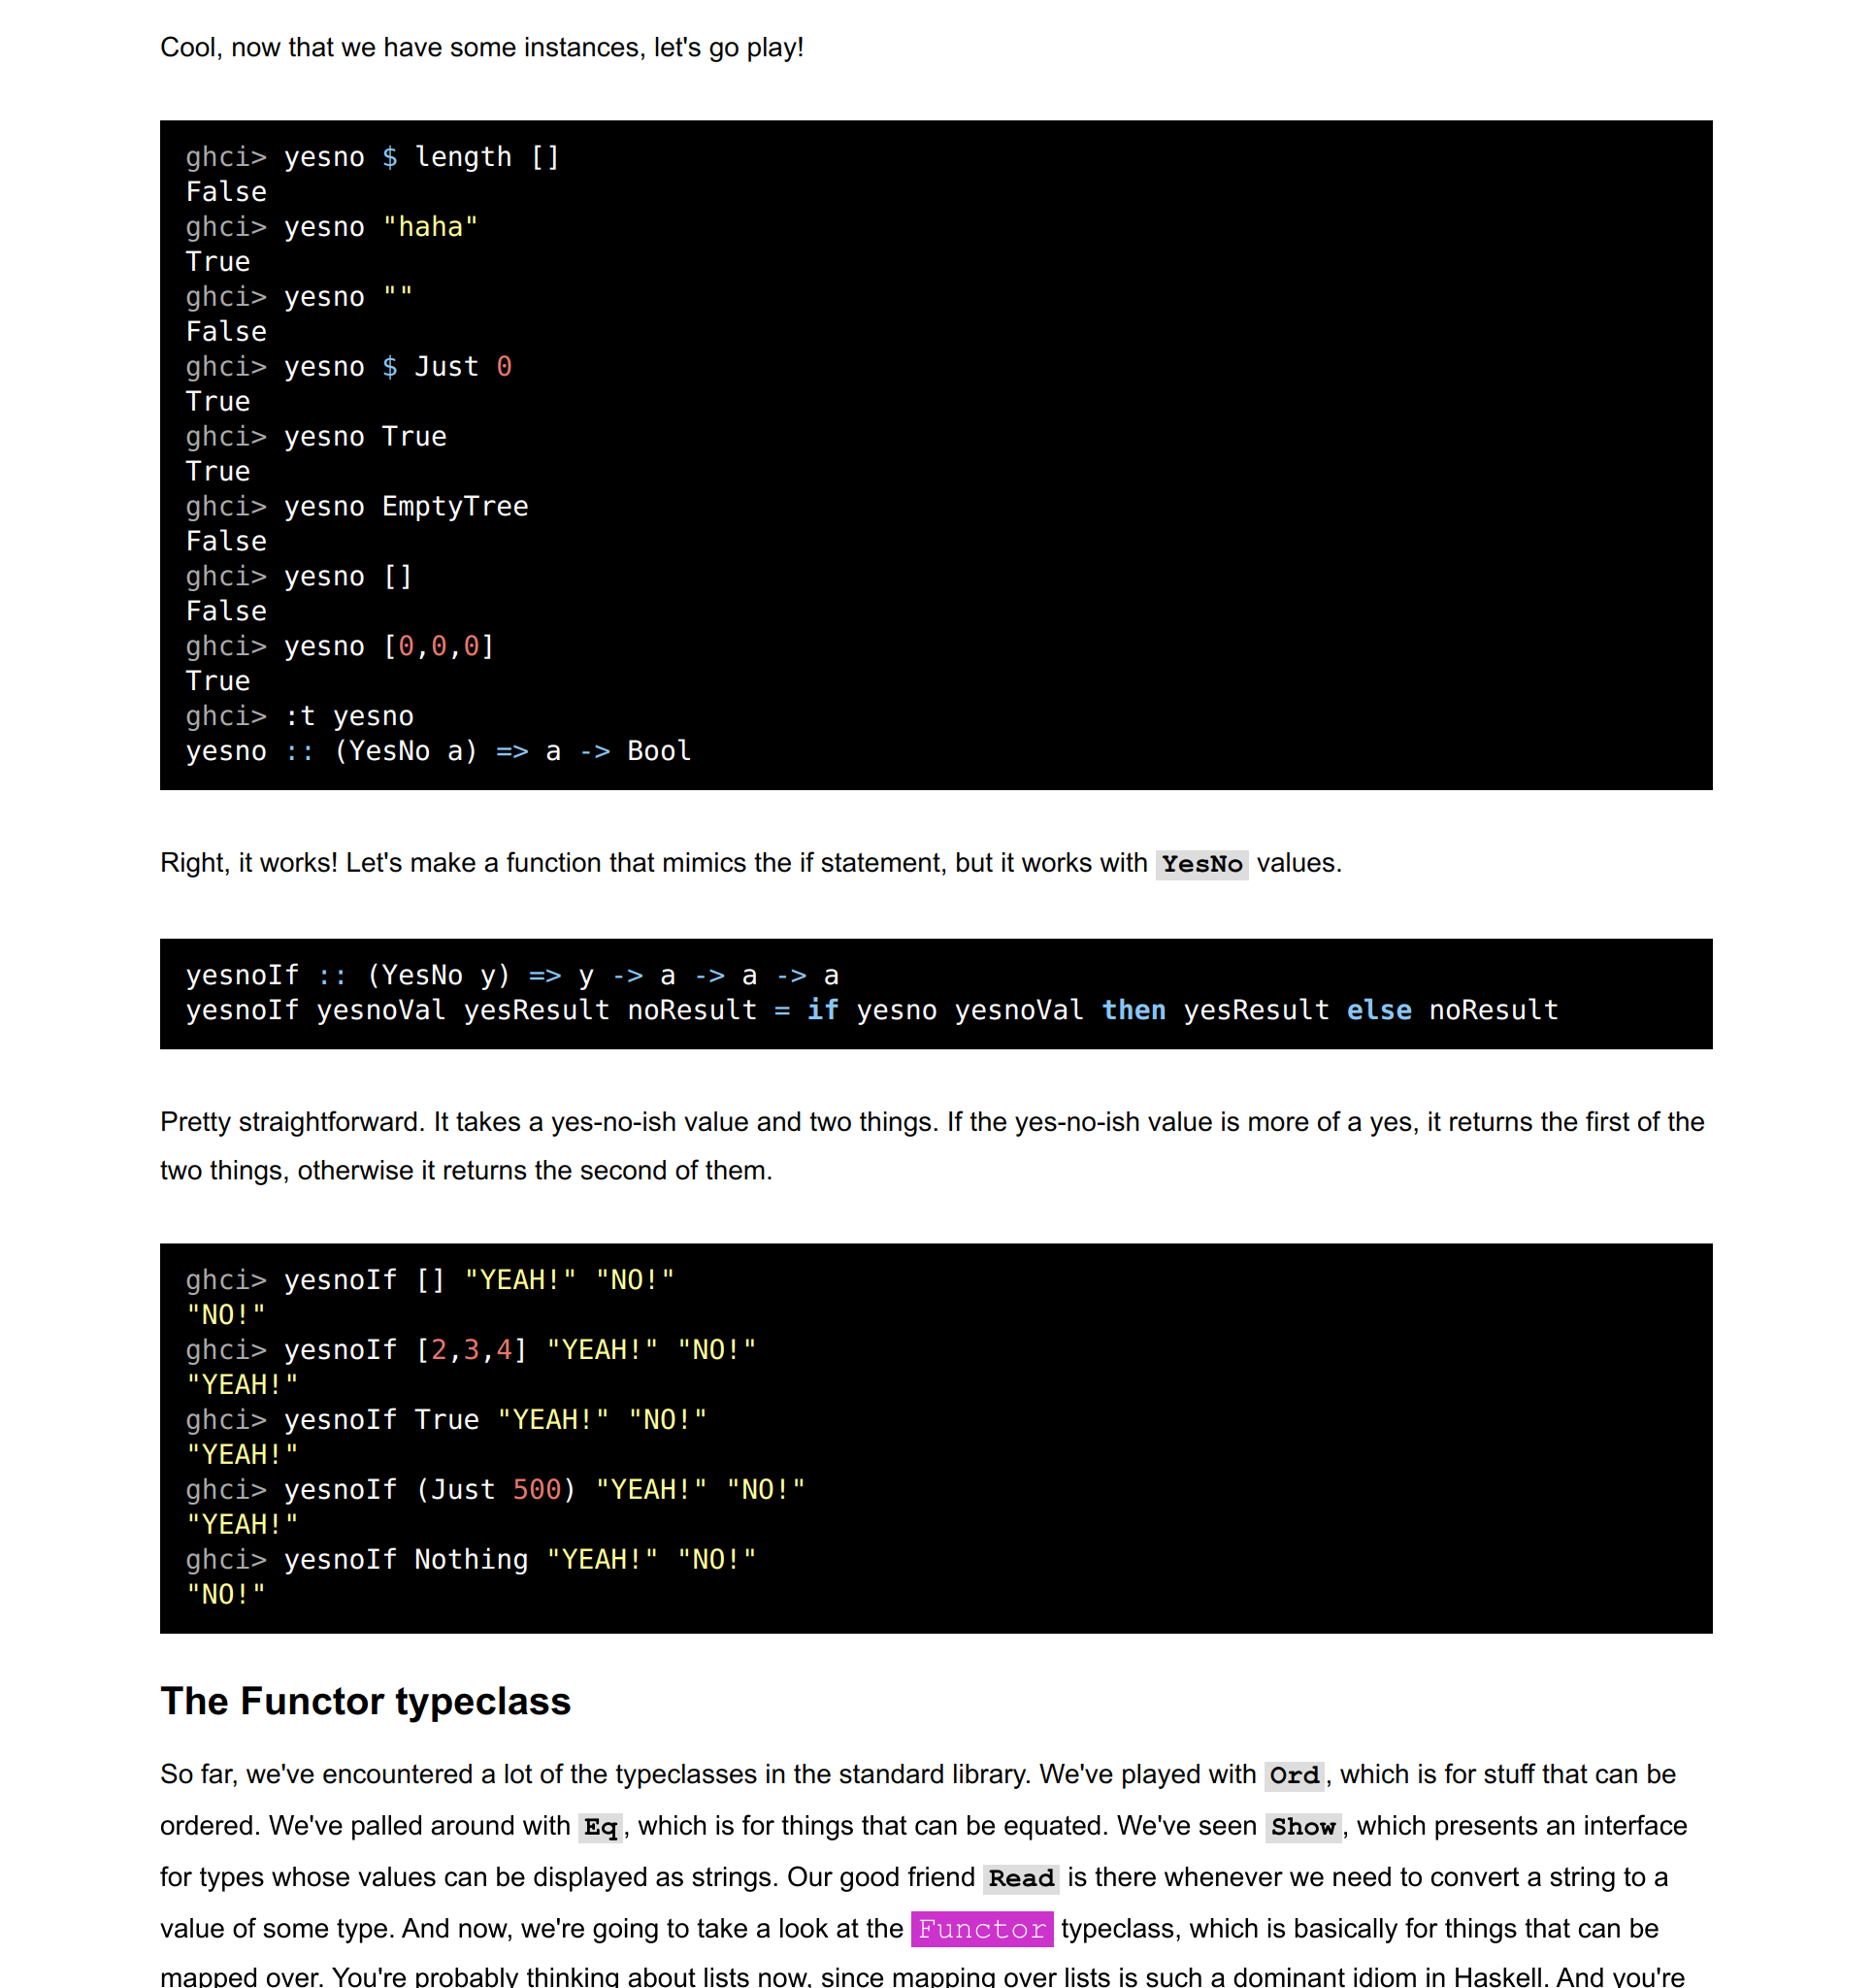 Cool, now that we have some instances, let's go play!
ghci> yesno $ length []
False
ghci> yesno "haha"
True
ghci> yesno ""
False
ghci> yesno $ Just 0
True
ghci> yesno True
True
ghci> yesno EmptyTree
False
ghci> yesno []
False
ghci> yesno [0,0,0]
True
ghci> :t yesno
yesno :: (YesNo a) => a -> Bool
Right, it works! Let's make a function that mimics the if statement, but it works with YesNo values.
yesnoIf :: (YesNo y) => y -> a -> a -> a
yesnoIf yesnoVal yesResult noResult = if yesno yesnoVal then yesResult else noResult
Pretty straightforward. It takes a yes-no-ish value and two things. If the yes-no-ish value is more of a yes, it returns the first of the
two things, otherwise it returns the second of them.
ghci> yesnoIf [] "YEAH!" "NO!"
"NO!"
ghci> yesnoIf [2,3,4] "YEAH!" "NO!"
"YEAH!"
ghci> yesnoIf True "YEAH!" "NO!"
"YEAH!"
ghci> yesnoIf (Just 500) "YEAH!" "NO!"
"YEAH!"
ghci> yesnoIf Nothing "YEAH!" "NO!"
"NO!"
The Functor typeclass
So far, we've encountered a lot of the typeclasses in the standard library. We've played with Ord, which is for stuff that can be
ordered. We've palled around with Eq, which is for things that can be equated. We've seen Show, which presents an interface
for types whose values can be displayed as strings. Our good friend Read is there whenever we need to convert a string to a
value of some type. And now, we're going to take a look at the Functor typeclass, which is basically for things that can be
mapped over. You're probably thinking about lists now, since mapping over lists is such a dominant idiom in Haskell. And you're